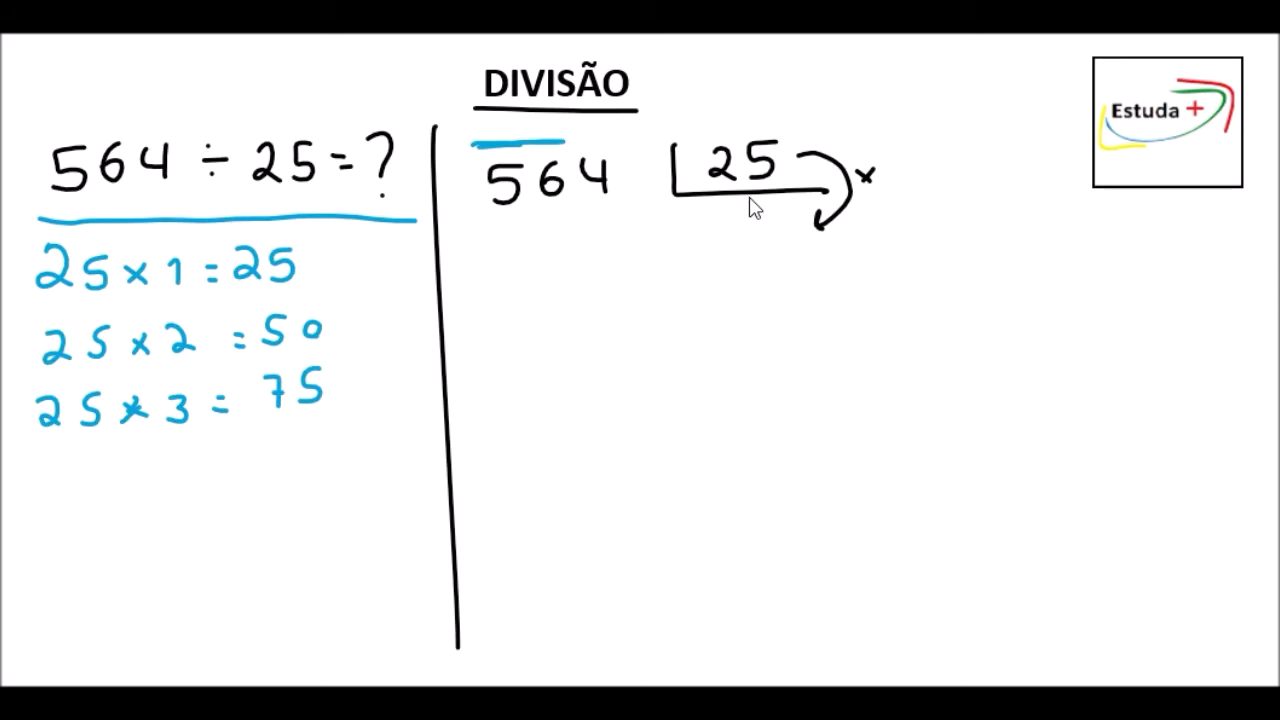 DIVISÃO
Estuda +
564 ÷ 25 = ?
25 × 1 = 25
25 × 2 = 50
25 × 3 = 75
564 25 ×